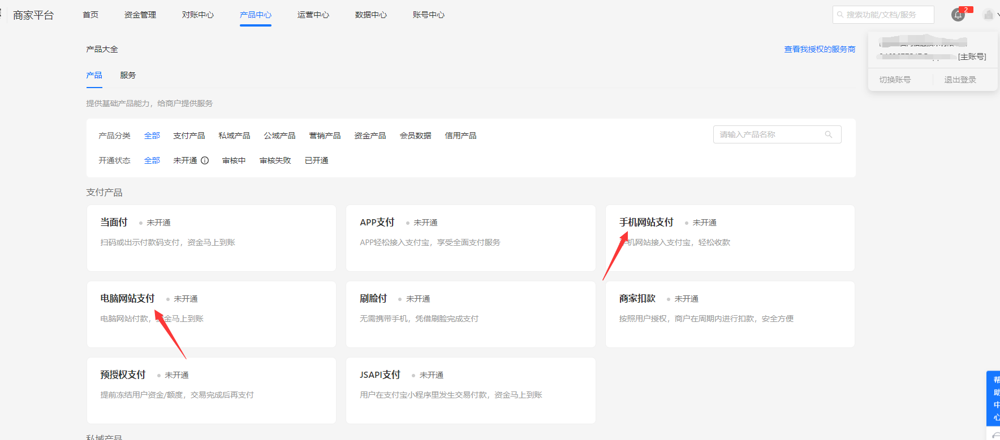 商家平台 首页 资金管理 对账中心 产品中心 运营中心 数据中心 账号中心 搜索功能/文档/服务 2
产品大全 查看我授权的服务商
[主账号]
切换账号 退出登录
产品 服务
提供基础产品能力，给商户提供服务
产品分类 全部 支付产品 私域产品 公域产品 营销产品 资金产品 会员数据 信用产品 请输入产品名称
开通状态 全部 未开通 审核中 审核失败 已开通
支付产品
当面付 未开通
扫码或出示付款码支付，资金马上到账
APP支付 未开通
APP轻松接入支付宝，享受全面支付服务
手机网站支付 未开通
手机网站接入支付宝，轻松收款
电脑网站支付 未开通
电脑网站付款，资金马上到账
刷脸付 未开通
无需携带手机，凭借刷脸完成支付
商家扣款 未开通
按照用户授权，商户在周期内进行扣款，安全方便
预授权支付 未开通
提前冻结用户资金/额度，交易完成后再支付
JSAPI支付 未开通
用户在支付宝小程序里发生交易付款，资金马上到账
私域产品
帮助中心